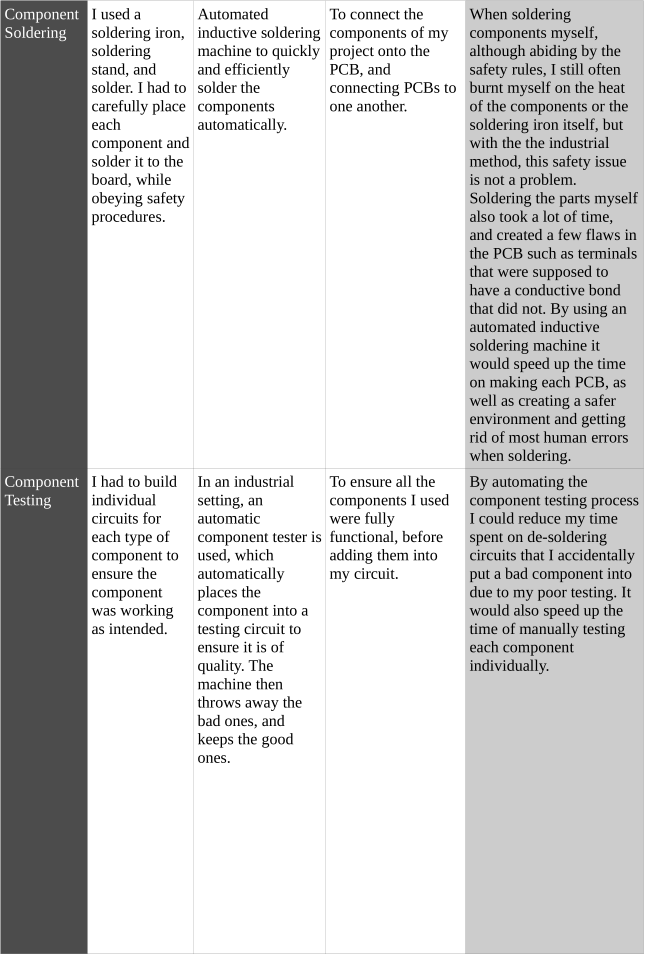 Component
Soldering
I used a
soldering iron,
soldering
stand, and
solder. I had to
carefully place
each
component and
solder it to the
board, while
obeying safety
procedures.
Automated
inductive soldering
machine to quickly
and efficiently
solder the
components
automatically.
To connect the
components of my
project onto the
PCB, and
connecting PCBs to
one another.
When soldering
components myself,
although abiding by the
safety rules, I still often
burnt myself on the heat
of the components or the
soldering iron itself, but
with the the industrial
method, this safety issue
is not a problem.
Soldering the parts myself
also took a lot of time,
and created a few flaws in
the PCB such as terminals
that were supposed to
have a conductive bond
that did not. By using an
automated inductive
soldering machine it
would speed up the time
on making each PCB, as
well as creating a safer
environment and getting
rid of most human errors
when soldering.
Component
Testing
I had to build
individual
circuits for
each type of
component to
ensure the
component
was working
as intended.
In an industrial
setting, an
automatic
component tester is
used, which
automatically
places the
component into a
testing circuit to
ensure it is of
quality. The
machine then
throws away the
bad ones, and
keeps the good
ones.
To ensure all the
components I used
were fully
functional, before
adding them into
my circuit.
By automating the
component testing process
I could reduce my time
spent on de-soldering
circuits that I accidentally
put a bad component into
due to my poor testing. It
would also speed up the
time of manually testing
each component
individually.